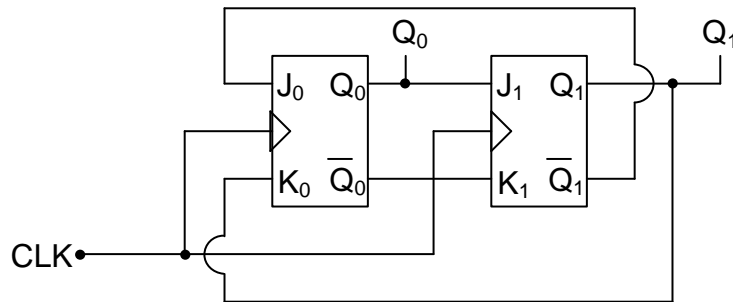 Q₀ Q₁
J₀ Q₀ J₁ Q₁
K₀ Q̅₀ K₁ Q̅₁
CLK